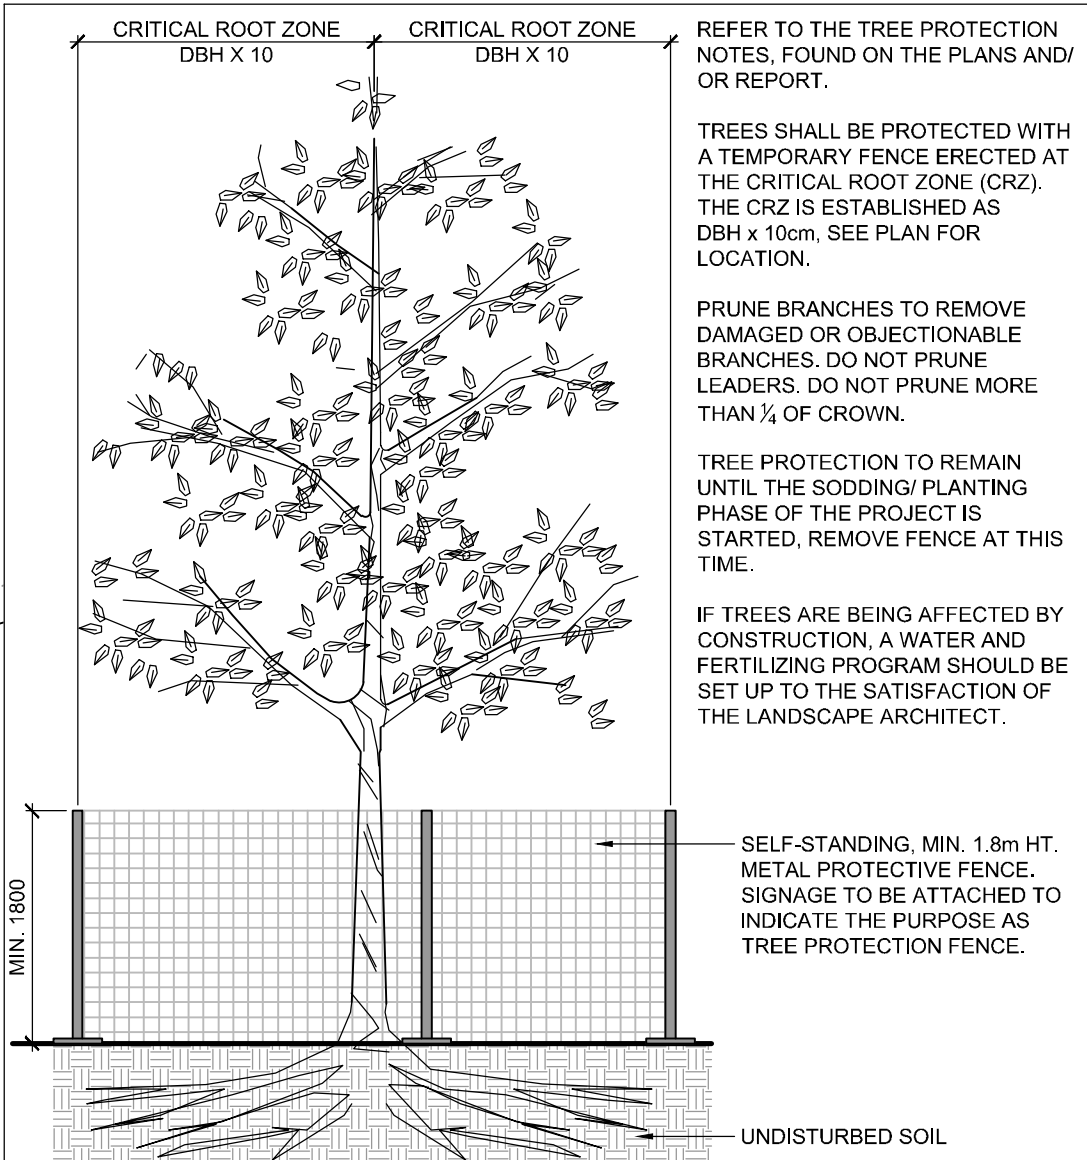 CRITICAL ROOT ZONE
DBH X 10
CRITICAL ROOT ZONE
DBH X 10
REFER TO THE TREE PROTECTION
NOTES, FOUND ON THE PLANS AND/
OR REPORT.
TREES SHALL BE PROTECTED WITH
A TEMPORARY FENCE ERECTED AT
THE CRITICAL ROOT ZONE (CRZ).
THE CRZ IS ESTABLISHED AS
DBH x 10cm, SEE PLAN FOR
LOCATION.
PRUNE BRANCHES TO REMOVE
DAMAGED OR OBJECTIONABLE
BRANCHES. DO NOT PRUNE
LEADERS. DO NOT PRUNE MORE
THAN ¼ OF CROWN.
TREE PROTECTION TO REMAIN
UNTIL THE SODDING/ PLANTING
PHASE OF THE PROJECT IS
STARTED, REMOVE FENCE AT THIS
TIME.
IF TREES ARE BEING AFFECTED BY
CONSTRUCTION, A WATER AND
FERTILIZING PROGRAM SHOULD BE
SET UP TO THE SATISFACTION OF
THE LANDSCAPE ARCHITECT.
SELF-STANDING, MIN. 1.8m HT.
METAL PROTECTIVE FENCE.
SIGNAGE TO BE ATTACHED TO
INDICATE THE PURPOSE AS
TREE PROTECTION FENCE.
MIN. 1800
UNDISTURBED SOIL